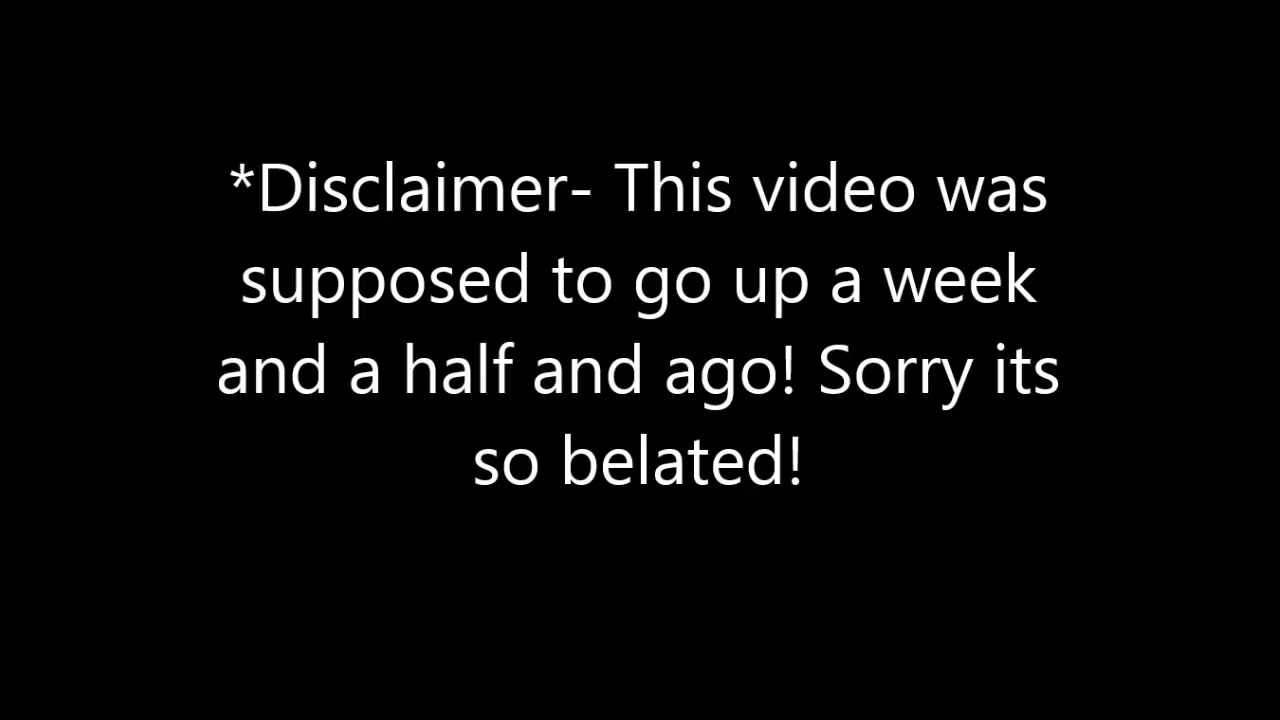 *Disclaimer- This video was
supposed to go up a week
and a half and ago! Sorry its
so belated!